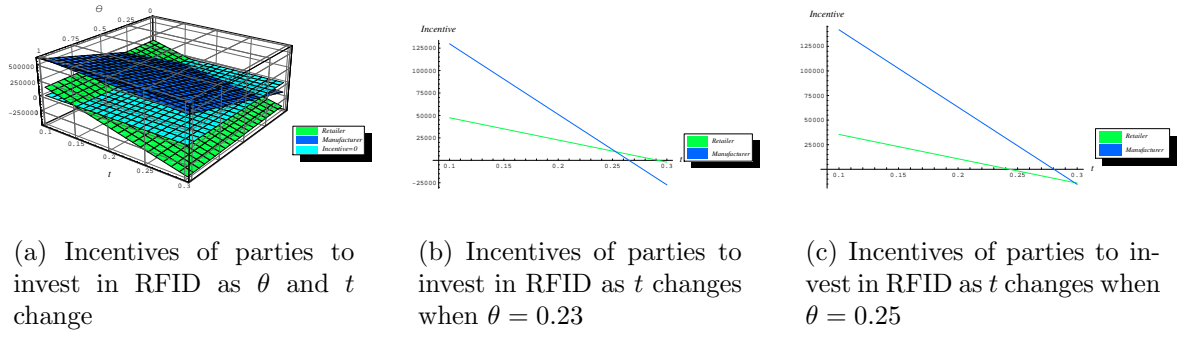 θ
0
0.25
0.5
0.75
1
500000
250000
0
-250000
0.1
0.15
0.2
0.25
0.3
t
Retailer
Manufacturer
Incentive=0
Incentive
125000
100000
75000
50000
25000
-25000
0.1
0.15
0.2
0.25
0.3
t
Retailer
Manufacturer
Incentive
125000
100000
75000
50000
25000
0.1
0.15
0.2
0.25
0.3
t
Retailer
Manufacturer
(a) Incentives of parties to
invest in RFID as θ and t
change
(b) Incentives of parties to
invest in RFID as t changes
when θ = 0.23
(c) Incentives of parties to in-
vest in RFID as t changes when
θ = 0.25